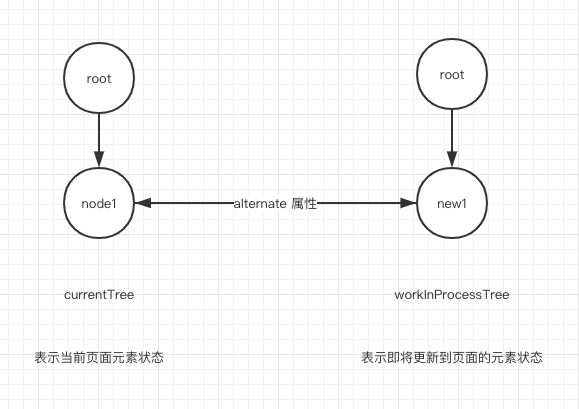 root
root
node1
alternate 属性
new1
currentTree
workInProcessTree
表示当前页面元素状态
表示即将更新到页面的元素状态